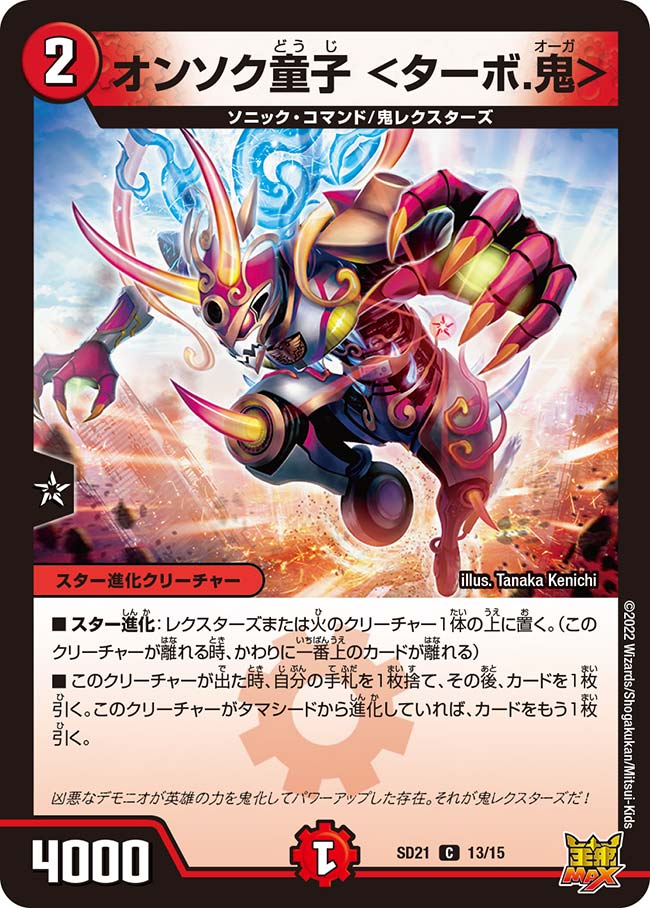 2
オンソク童子 <ターボ.鬼>
どうじ オーガ
ソニック・コマンド/鬼レクスターズ
スター進化クリーチャー
illus. Tanaka Kenichi
■スター進化:レクスターズまたは火のクリーチャー1体の上に置く。(この
クリーチャーが離れる時、かわりに一番上のカードが離れる)
■このクリーチャーが出た時、自分の手札を1枚捨て、その後、カードを1枚
引く。このクリーチャーがタマシードから進化していれば、カードをもう1枚
引く。
凶悪なデモニオが英雄の力を鬼化してパワーアップした存在。それが鬼レクスターズだ!
©2022 Wizards/Shogakukan/Mitsui-Kids
4000
1
SD21 C 13/15
王来
MAX